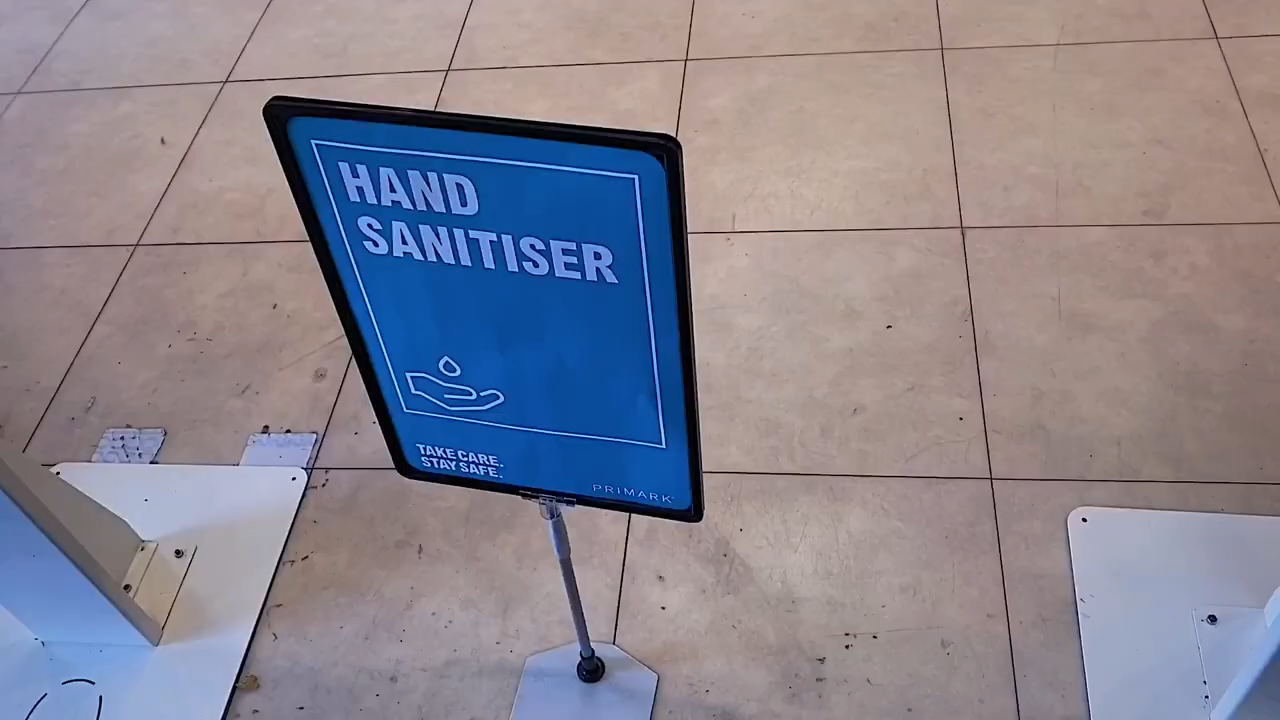 HAND
SANITISER
TAKE CARE.
STAY SAFE.
PRIMARK